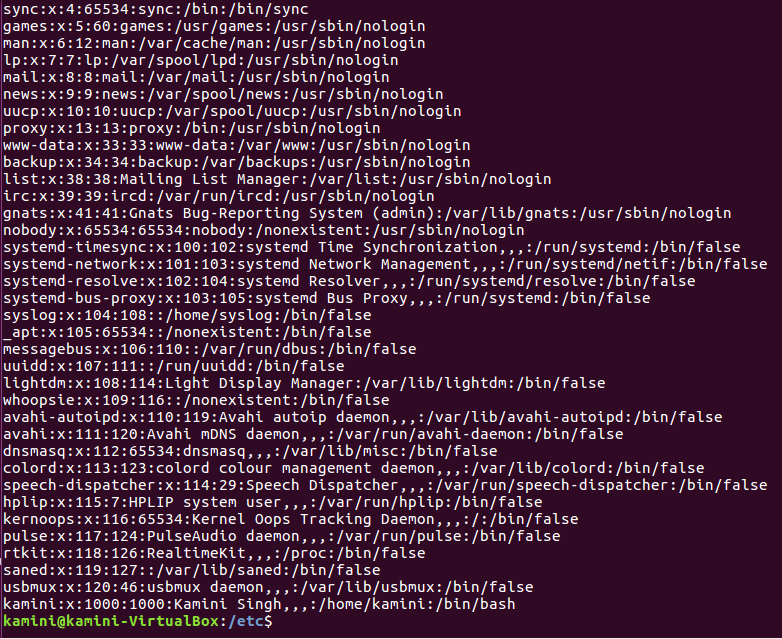 sync:x:4:65534:sync:/bin:/bin/sync
games:x:5:60:games:/usr/games:/usr/sbin/nologin
man:x:6:12:man:/var/cache/man:/usr/sbin/nologin
lp:x:7:7:lp:/var/spool/lpd:/usr/sbin/nologin
mail:x:8:8:mail:/var/mail:/usr/sbin/nologin
news:x:9:9:news:/var/spool/news:/usr/sbin/nologin
uucp:x:10:10:uucp:/var/spool/uucp:/usr/sbin/nologin
proxy:x:13:13:proxy:/bin:/usr/sbin/nologin
www-data:x:33:33:www-data:/var/www:/usr/sbin/nologin
backup:x:34:34:backup:/var/backups:/usr/sbin/nologin
list:x:38:38:Mailing List Manager:/var/list:/usr/sbin/nologin
irc:x:39:39:ircd:/var/run/ircd:/usr/sbin/nologin
gnats:x:41:41:Gnats Bug-Reporting System (admin):/var/lib/gnats:/usr/sbin/nologin
nobody:x:65534:65534:nobody:/nonexistent:/usr/sbin/nologin
systemd-timesync:x:100:102:systemd Time Synchronization,,,:/run/systemd:/bin/false
systemd-network:x:101:103:systemd Network Management,,,:/run/systemd/netif:/bin/false
systemd-resolve:x:102:104:systemd Resolver,,,:/run/systemd/resolve:/bin/false
systemd-bus-proxy:x:103:105:systemd Bus Proxy,,,:/run/systemd:/bin/false
syslog:x:104:108::/home/syslog:/bin/false
_apt:x:105:65534::/nonexistent:/bin/false
messagebus:x:106:110::/var/run/dbus:/bin/false
uuidd:x:107:111::/run/uuidd:/bin/false
lightdm:x:108:114:Light Display Manager:/var/lib/lightdm:/bin/false
whoopsie:x:109:116::/nonexistent:/bin/false
avahi-autoipd:x:110:119:Avahi autoip daemon,,,:/var/lib/avahi-autoipd:/bin/false
avahi:x:111:120:Avahi mDNS daemon,,,:/var/run/avahi-daemon:/bin/false
dnsmasq:x:112:65534:dnsmasq,,,:/var/lib/misc:/bin/false
colord:x:113:123:colord colour management daemon,,,:/var/lib/colord:/bin/false
speech-dispatcher:x:114:29:Speech Dispatcher,,,:/var/run/speech-dispatcher:/bin/false
hplip:x:115:7:HPLIP system user,,,:/var/run/hplip:/bin/false
kernoops:x:116:65534:Kernel Oops Tracking Daemon,,,:/:/bin/false
pulse:x:117:124:PulseAudio daemon,,,:/var/run/pulse:/bin/false
rtkit:x:118:126:RealtimeKit,,,:/proc:/bin/false
saned:x:119:127::/var/lib/saned:/bin/false
usbmux:x:120:46:usbmux daemon,,,:/var/lib/usbmux:/bin/false
kamini:x:1000:1000:Kamini Singh,,,:/home/kamini:/bin/bash
kamini@kamini-VirtualBox:/etc$